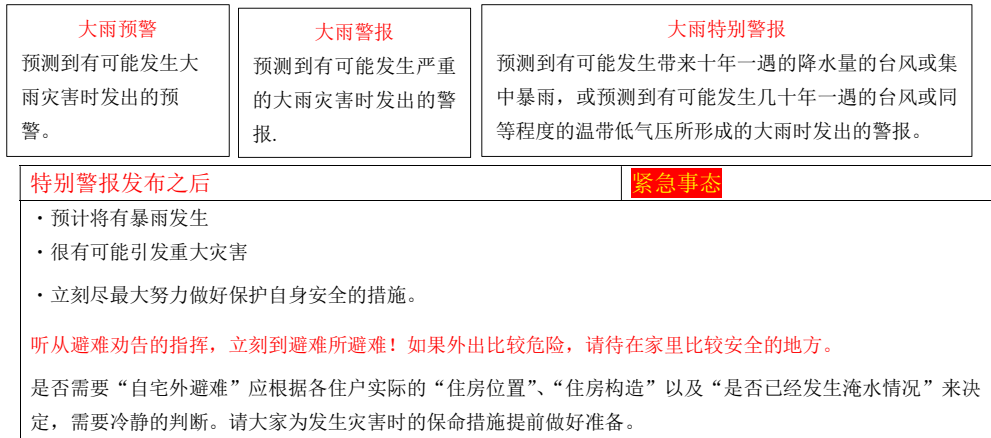 大雨预警
预测到有可能发生大
雨灾害时发出的预
警。
大雨警报
预测到有可能发生严重
的大雨灾害时发出的警
报.
大雨特别警报
预测到有可能发生带来十年一遇的降水量的台风或集
中暴雨，或预测到有可能发生几十年一遇的台风或同
等程度的温带低气压所形成的大雨时发出的警报。
特别警报发布之后
紧急事态
・预计将有暴雨发生
・很有可能引发重大灾害
・立刻尽最大努力做好保护自身安全的措施。
听从避难劝告的指挥，立刻到避难所避难！如果外出比较危险，请待在家里比较安全的地方。
是否需要“自宅外避难”应根据各住户实际的“住房位置”、“住房构造”以及“是否已经发生淹水情况”来决
定，需要冷静的判断。请大家为发生灾害时的保命措施提前做好准备。